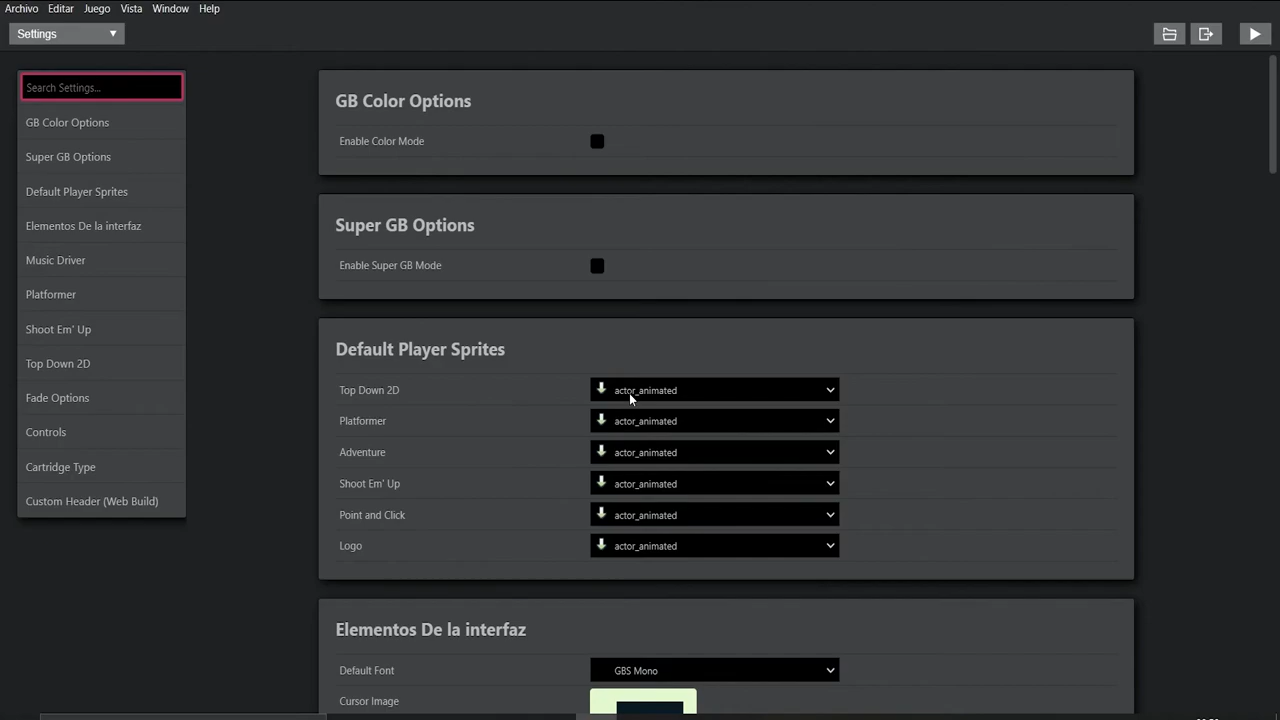 Archivo Editar Juego Vista Window Help
Settings
Search Settings...
GB Color Options
Super GB Options
Default Player Sprites
Elementos De la interfaz
Music Driver
Platformer
Shoot Em' Up
Top Down 2D
Fade Options
Controls
Cartridge Type
Custom Header (Web Build)
GB Color Options
Enable Color Mode
Super GB Options
Enable Super GB Mode
Default Player Sprites
Top Down 2D actor_animated
Platformer actor_animated
Adventure actor_animated
Shoot Em' Up actor_animated
Point and Click actor_animated
Logo actor_animated
Elementos De la interfaz
Default Font GBS Mono
Cursor Image